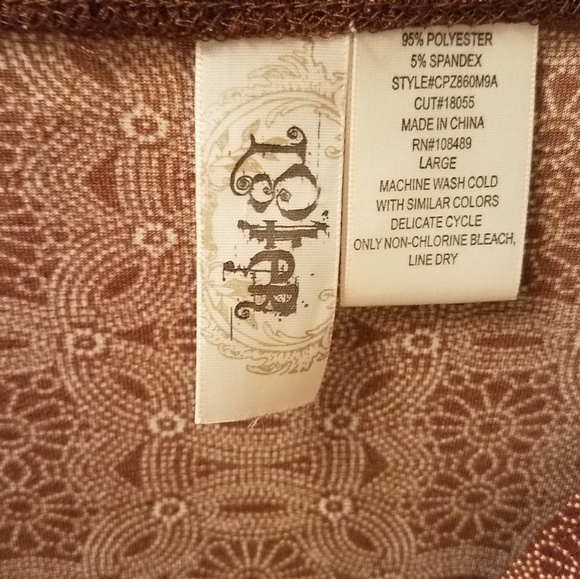 L8ter
95% POLYESTER
5% SPANDEX
STYLE#CPZ860M9A
CUT#18055
MADE IN CHINA
RN#108489
LARGE
MACHINE WASH COLD
WITH SIMILAR COLORS
DELICATE CYCLE
ONLY NON-CHLORINE BLEACH,
LINE DRY